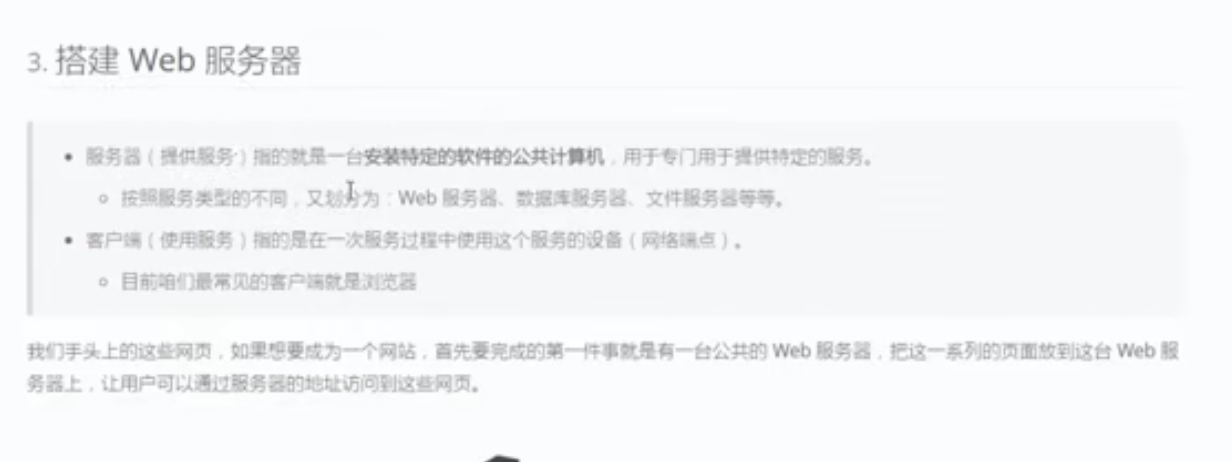 3. 搭建 Web 服务器
服务器（提供服务）指的就是一台安装特定的软件的公共计算机，用于专门用于提供特定的服务。
按照服务类型的不同，又划分为：Web 服务器、数据库服务器、文件服务器等等。
客户端（使用服务）指的是在一次服务过程中使用这个服务的设备（网络端点）。
目前咱们最常见的客户端就是浏览器
我们手头上的这些网页，如果想要成为一个网站，首先要完成的第一件事就是有一台公共的 Web 服务器，把这一系列的页面放到这台 Web 服
务器上，让用户可以通过服务器的地址访问到这些网页。